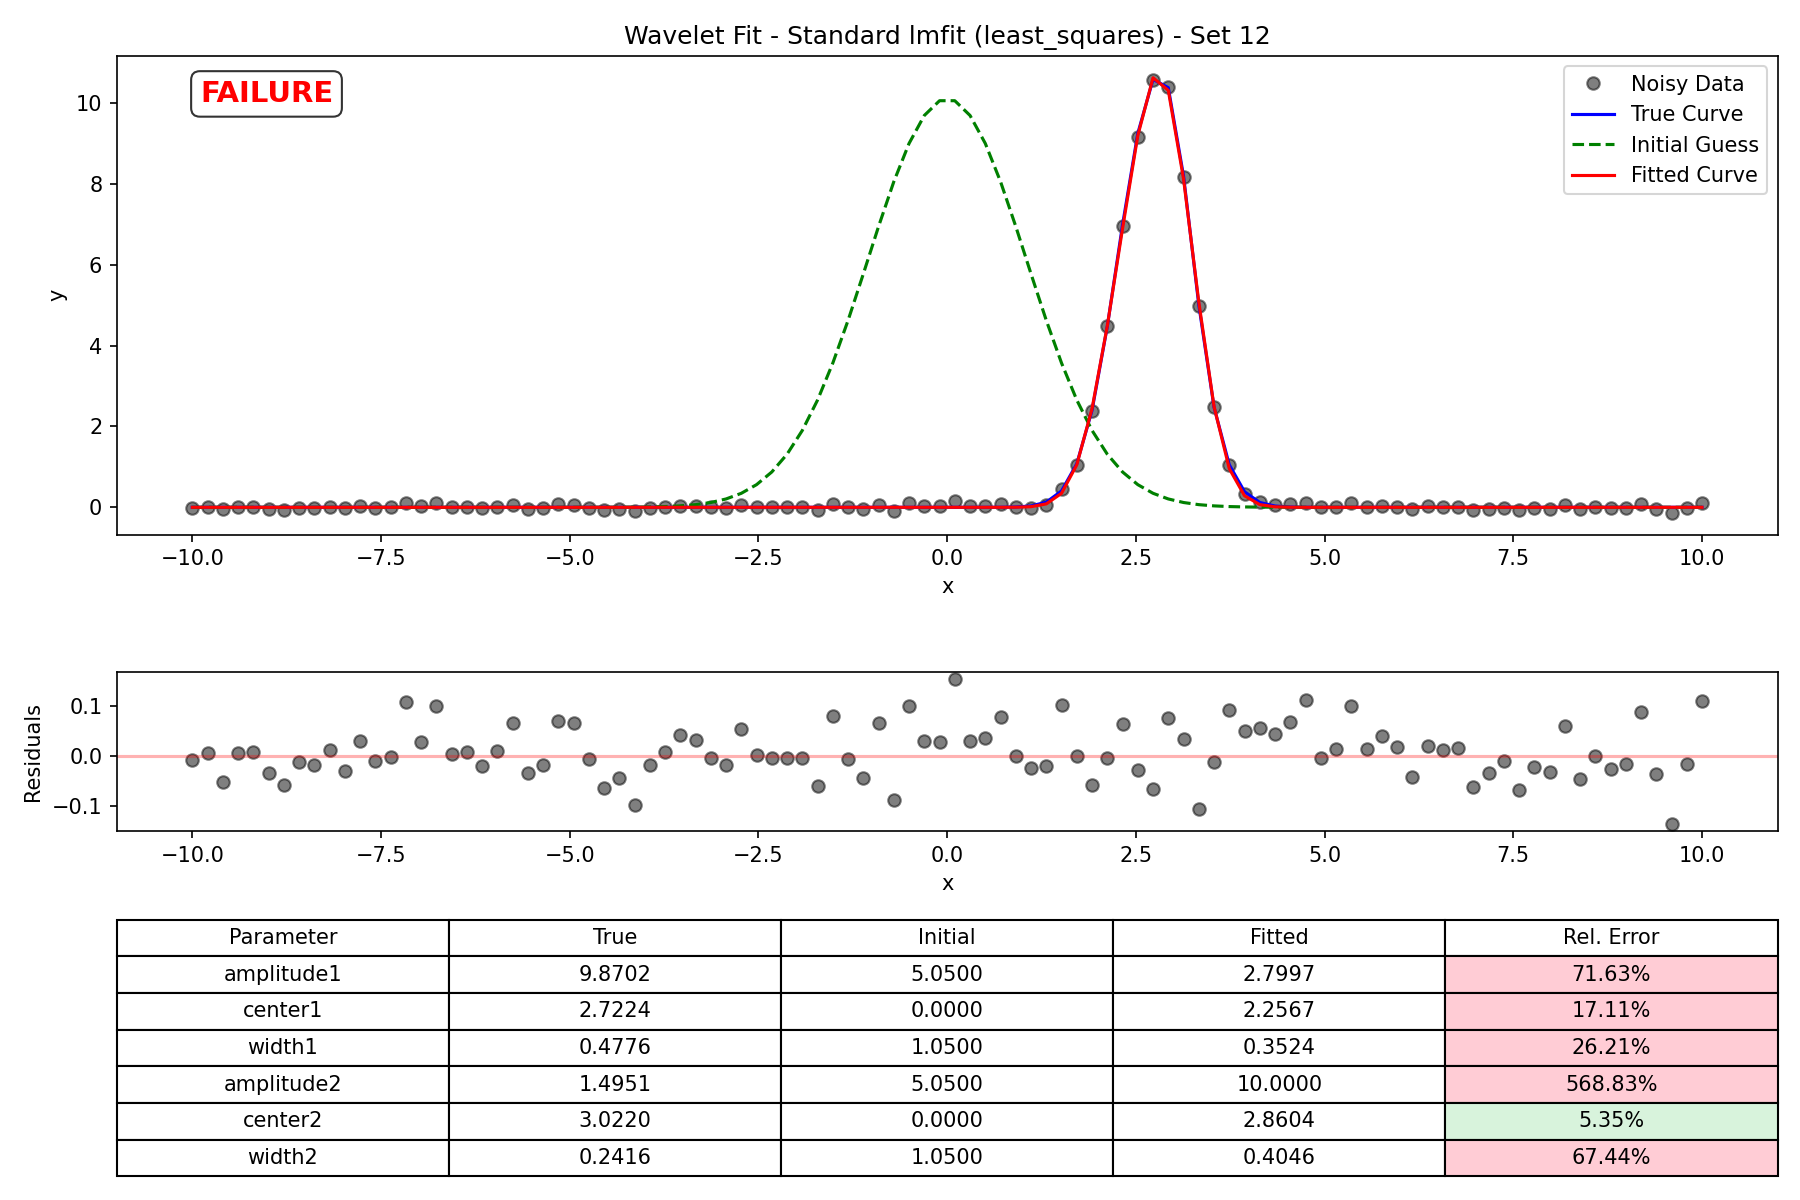 Wavelet Fit - Standard lmfit (least_squares) - Set 12
FAILURE
Noisy Data
True Curve
Initial Guess
Fitted Curve
10
8
6
4
2
0
y
−10.0 −7.5 −5.0 −2.5 0.0 2.5 5.0 7.5 10.0
x
0.1
0.0
−0.1
Residuals
−10.0 −7.5 −5.0 −2.5 0.0 2.5 5.0 7.5 10.0
x
Parameter True Initial Fitted Rel. Error
amplitude1 9.8702 5.0500 2.7997 71.63%
center1 2.7224 0.0000 2.2567 17.11%
width1 0.4776 1.0500 0.3524 26.21%
amplitude2 1.4951 5.0500 10.0000 568.83%
center2 3.0220 0.0000 2.8604 5.35%
width2 0.2416 1.0500 0.4046 67.44%